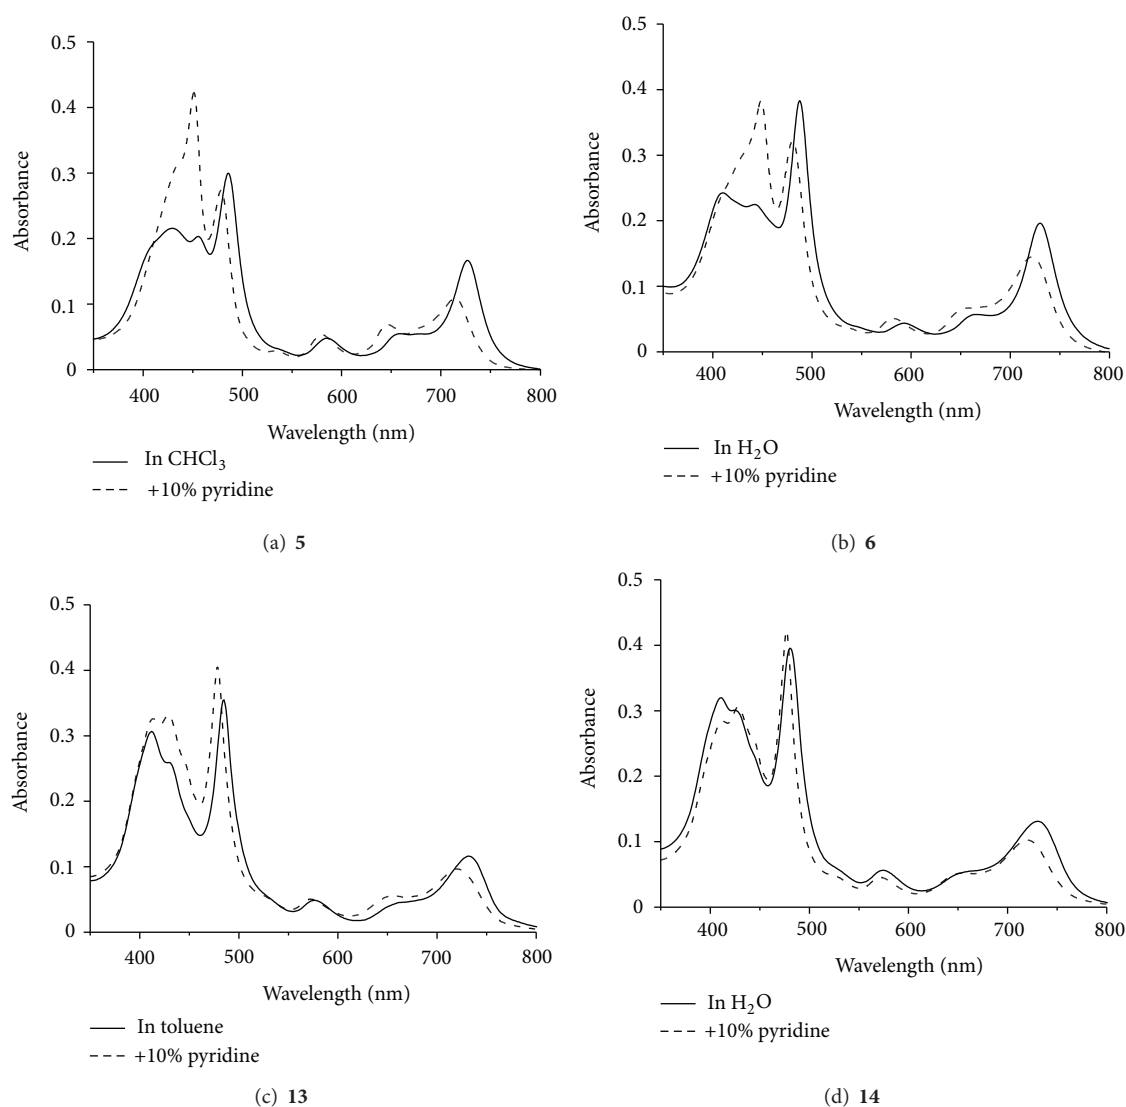 0.5
0.4
0.3
0.2
0.1
0
Absorbance
400 500 600 700 800
Wavelength (nm)
In CHCl3
+10% pyridine
(a) 5
0.5
0.4
0.3
0.2
0.1
0
Absorbance
400 500 600 700 800
Wavelength (nm)
In H2O
+10% pyridine
(b) 6
0.5
0.4
0.3
0.2
0.1
0
Absorbance
400 500 600 700 800
Wavelength (nm)
In toluene
+10% pyridine
(c) 13
0.5
0.4
0.3
0.2
0.1
0
Absorbance
400 500 600 700 800
Wavelength (nm)
In H2O
+10% pyridine
(d) 14